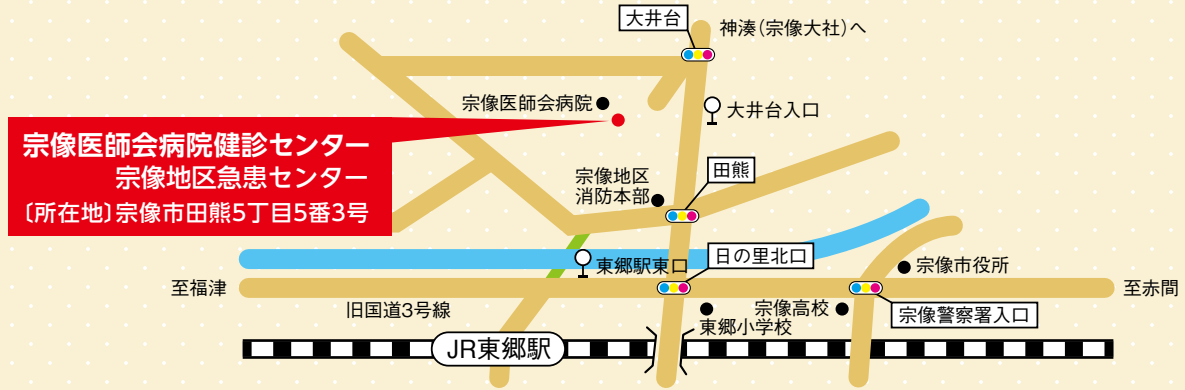 大井台
神湊(宗像大社)へ
宗像医師会病院
大井台入口
宗像医師会病院健診センター
宗像地区急患センター
〔所在地〕宗像市田熊5丁目5番3号
田熊
宗像地区
消防本部
日の里北口
東郷駅東口
宗像市役所
至福津
至赤間
旧国道3号線
宗像高校
宗像警察署入口
東郷小学校
JR東郷駅